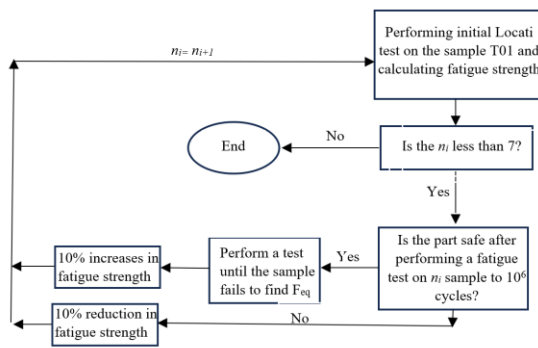 Performing initial Locati
test on the sample T01 and
calculating fatigue strength
nᵢ= nᵢ₊₁
No
End
Is the nᵢ less than 7?
Yes
Is the part safe after
performing a fatigue
test on nᵢ sample to 10⁶
cycles?
Yes
Perform a test
until the sample
fails to find Fₑq
10% increases in
fatigue strength
No
10% reduction in
fatigue strength